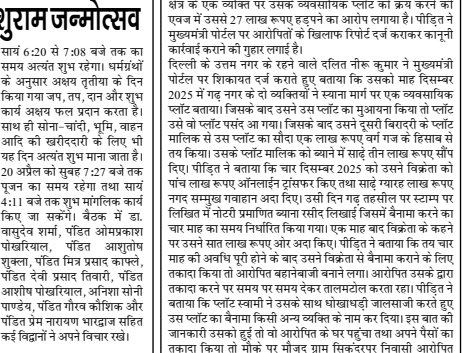 शुराम जन्मोत्सव
सायं 6:20 से 7:08 बजे तक का
समय अत्यंत शुभ रहेगा। धर्मग्रंथों
के अनुसार अक्षय तृतीया के दिन
किया गया जप, तप, दान और शुभ
कार्य अक्षय फल प्रदान करता है।
साथ ही सोना-चांदी, भूमि, वाहन
आदि की खरीददारी के लिए भी
यह दिन अत्यंत शुभ माना जाता है।
20 अप्रैल को सुबह 7:27 बजे तक
पूजन का समय रहेगा तथा सायं
4:11 बजे तक शुभ मांगलिक कार्य
किए जा सकेंगे। बैठक में डा.
वासुदेव शर्मा, पंडित ओमप्रकाश
पोखरियाल, पंडित आशुतोष
शुक्ला, पंडित मित्र प्रसाद काफ्ले,
पंडित देवी प्रसाद तिवारी, पंडित
आशीष पोखरियाल, अनिशा सोनी
पाण्डेय, पंडित गौरव कौशिक और
पंडित प्रेम नारायण भारद्वाज सहित
कई विद्वानों ने अपने विचार रखे।
क्षेत्र के एक व्यक्ति पर उसके व्यवसायिक प्लॉट को क्रय करने की
एवज में उससे 27 लाख रूपए हड़पने का आरोप लगाया है। पीड़ित ने
मुख्यमंत्री पोर्टल पर आरोपितों के खिलाफ रिपोर्ट दर्ज कराकर कानूनी
कार्रवाई कराने की गुहार लगाई है।
दिल्ली के उत्तम नगर के रहने वाले दलित नीरू कुमार ने मुख्यमंत्री
पोर्टल पर शिकायत दर्ज कराते हुए बताया कि उसको माह दिसम्बर
2025 में गढ़ नगर के दो व्यक्तियों ने स्याना मार्ग पर एक व्यवसायिक
प्लॉट बताया। जिसके बाद उसने उस प्लॉट का मुआयना किया तो प्लॉट
उसे वो प्लॉट पसंद आ गया। जिसके बाद उसने दूसरी बिरादरी के प्लॉट
मालिक से उस प्लॉट का सौदा एक लाख रूपए वर्ग गज के हिसाब से
तय किया। उसके प्लॉट मालिक को ब्याने में साढ़े तीन लाख रूपए सौंप
दिए। पीड़ित ने बताया कि चार दिसम्बर 2025 को उसने विक्रेता को
पांच लाख रूपए ऑनलाईन ट्रांसफर किए तथा साढ़े ग्यारह लाख रूपए
नगद सम्मुख गवाहान अदा दिए। उसी दिन गढ़ तहसील पर स्टाम्प पर
लिखित में नोटरी प्रमाणित ब्याना रसीद लिखाई जिसमें बैनामा करने का
चार माह का समय निर्धारित किया गया। एक माह बाद विक्रेता के कहने
पर उसने सात लाख रूपए ओर अदा किए। पीड़ित ने बताया कि तय चार
माह की अवधि पूरी होने के बाद उसने विक्रेता से बैनामा कराने के लिए
तकादा किया तो आरोपित बहानेबाजी बनाने लगा। आरोपित उसके द्वारा
तकादा करने पर समय पर समय देकर तालमटोल करता रहा। पीड़ित ने
बताया कि प्लॉट स्वामी ने उसके साथ धोखाधड़ी जालसाजी करते हुए
उस प्लॉट का बैनामा किसी अन्य व्यक्ति के नाम कर दिया। इस बात की
जानकारी उसको हुई तो वो आरोपित के घर पहुंचा तथा अपने पैसों का
तकादा किया तो मौके पर मौजूद ग्राम सिकंदरपुर निवासी आरोपित